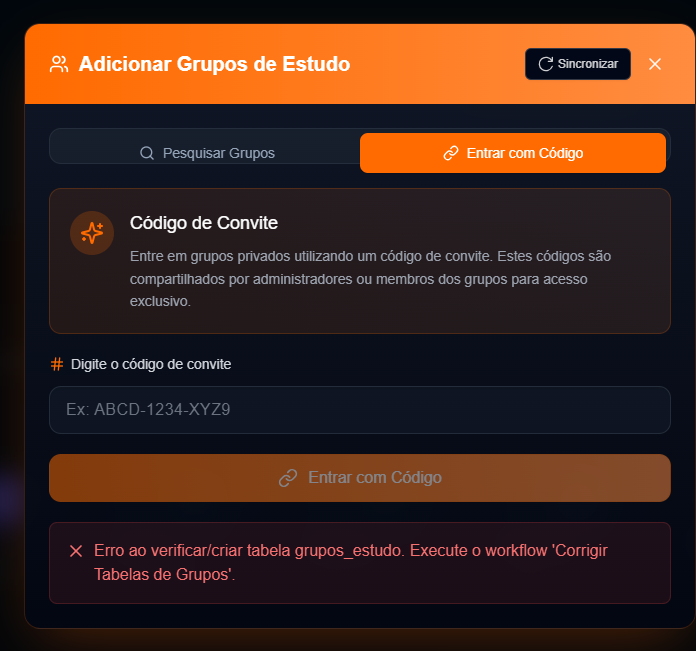 Adicionar Grupos de Estudo
Sincronizar
Pesquisar Grupos
Entrar com Código
Código de Convite
Entre em grupos privados utilizando um código de convite. Estes códigos são
compartilhados por administradores ou membros dos grupos para acesso
exclusivo.
# Digite o código de convite
Ex: ABCD-1234-XYZ9
Entrar com Código
Erro ao verificar/criar tabela grupos_estudo. Execute o workflow 'Corrigir
Tabelas de Grupos'.